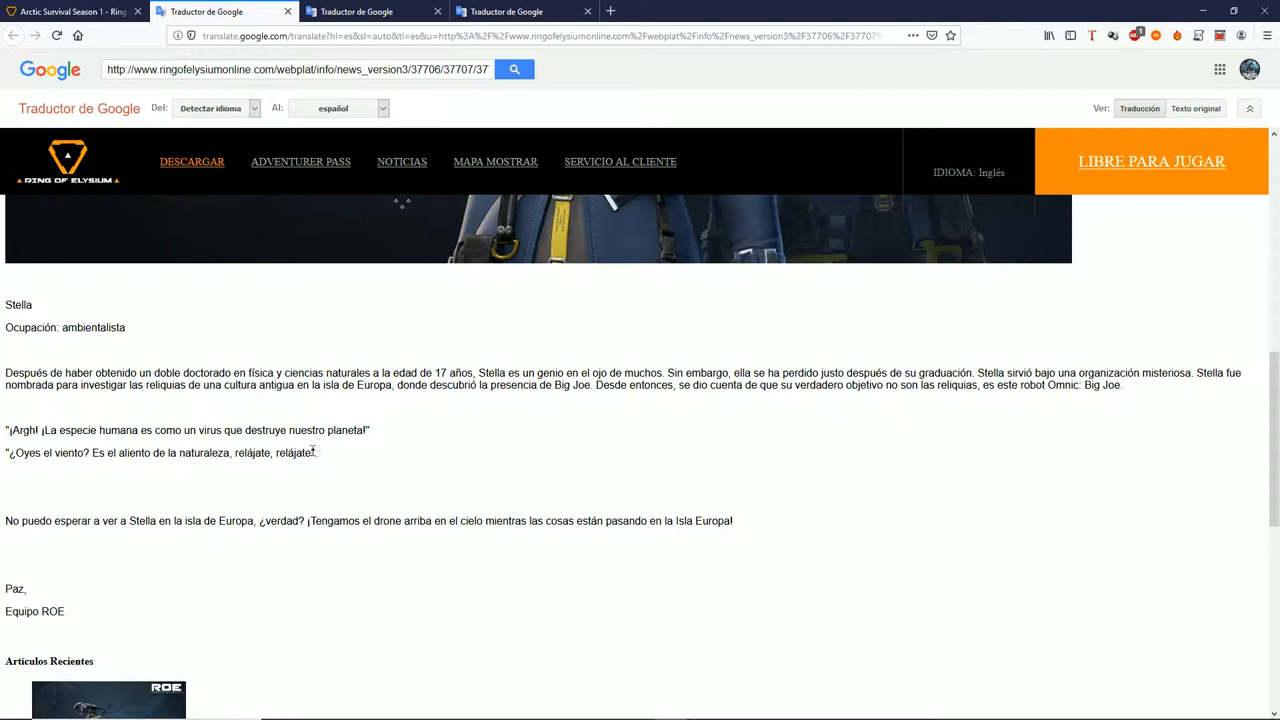 Arctic Survival Season 1 - Ring
Traductor de Google
Traductor de Google
Traductor de Google
translate.google.com/translate?hl=es&sl=auto&tl=es&u=http%3A%2F%2Fwww.ringofelysiumonline.com%2Fwebplat%2Finfo%2Fnews_version3%2F37706%2F37707%
Google
http://www.ringofelysiumonline.com/webplat/info/news_version3/37706/37707/37
Traductor de Google
Del:
Detectar idioma
Al:
español
Ver:
Traducción
Texto original
RING OF ELYSIUM
DESCARGAR
ADVENTURER PASS
NOTICIAS
MAPA MOSTRAR
SERVICIO AL CLIENTE
IDIOMA: Inglés
LIBRE PARA JUGAR
Stella
Ocupación: ambientalista
Después de haber obtenido un doble doctorado en física y ciencias naturales a la edad de 17 años, Stella es un genio en el ojo de muchos. Sin embargo, ella se ha perdido justo después de su graduación. Stella sirvió bajo una organización misteriosa. Stella fue
nombrada para investigar las reliquias de una cultura antigua en la isla de Europa, donde descubrió la presencia de Big Joe. Desde entonces, se dio cuenta de que su verdadero objetivo no son las reliquias, es este robot Omnic: Big Joe.
"¡Argh! ¡La especie humana es como un virus que destruye nuestro planeta!"
"¿Oyes el viento? Es el aliento de la naturaleza, relájate, relájate".
No puedo esperar a ver a Stella en la isla de Europa, ¿verdad? ¡Tengamos el drone arriba en el cielo mientras las cosas están pasando en la Isla Europa!
Paz,
Equipo ROE
Artículos Recientes
ROE